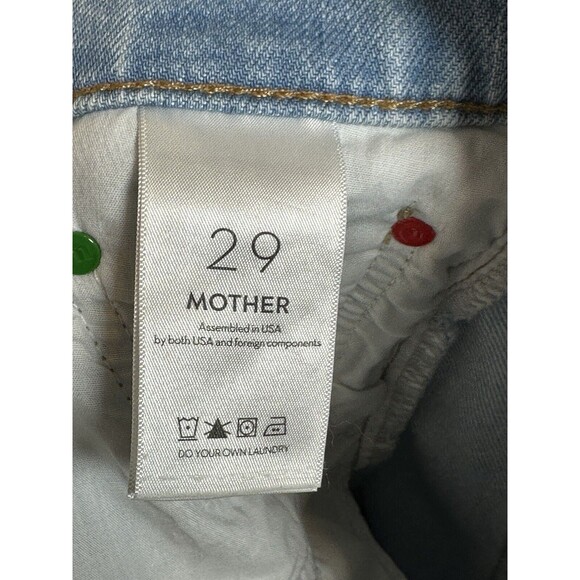 29
MOTHER
Assembled in USA
by both USA and foreign components
DO YOUR OWN LAUNDRY